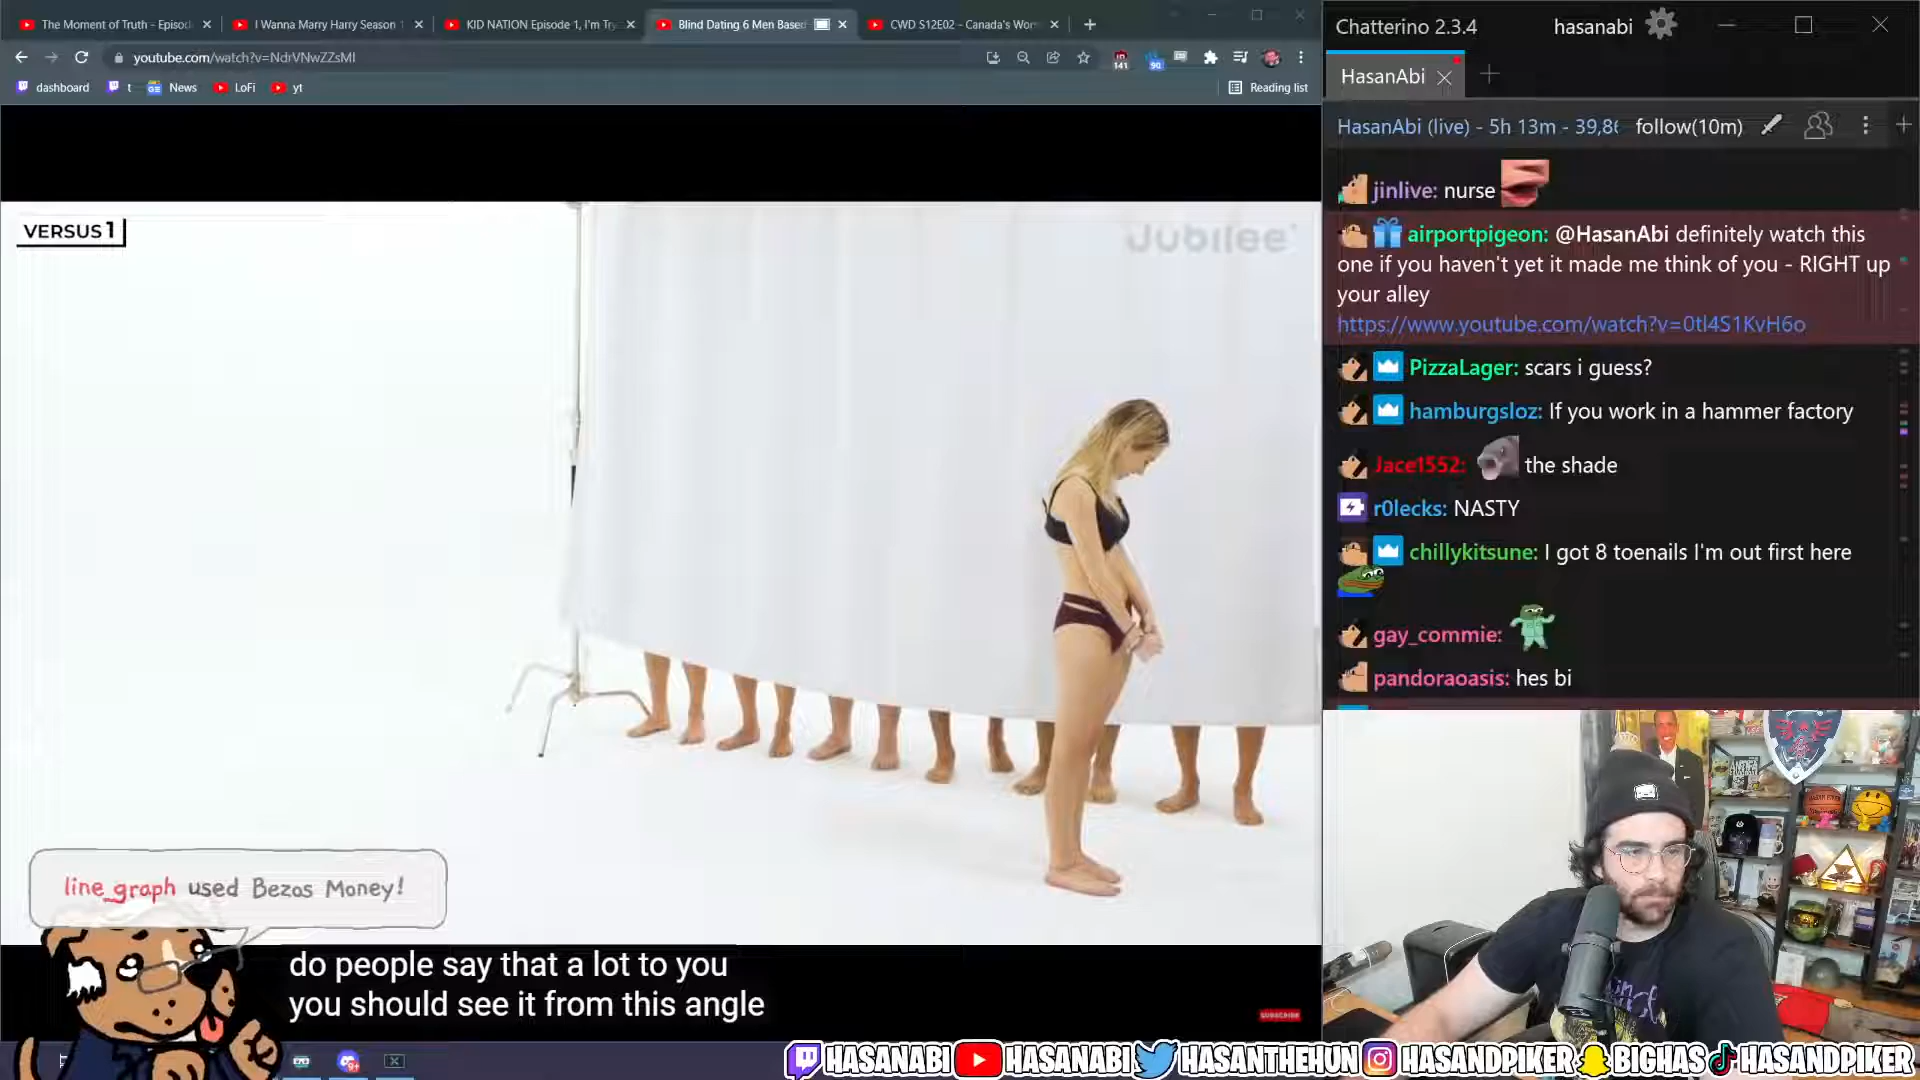 The Moment of Truth - Episod
I Wanna Marry Harry Season 1
KID NATION Episode 1, I'm Try
Blind Dating 6 Men Based
CWD S12E02 - Canada's Wor
youtube.com/watch?v=NdrVNwZZsMI
141
90
dashboard
t
News
LoFi
yt
Reading list
VERSUS 1
Jubilee
line_graph used Bezos Money!
do people say that a lot to you
you should see it from this angle
SUBSCRIBE
Chatterino 2.3.4
hasanabi
HasanAbi
HasanAbi (live) - 5h 13m - 39,8
follow(10m)
jinlive: nurse
airportpigeon: @HasanAbi definitely watch this
one if you haven't yet it made me think of you - RIGHT up
your alley
https://www.youtube.com/watch?v=0tl4S1KvH6o
PizzaLager: scars i guess?
hamburgsloz: If you work in a hammer factory
Jace1552: the shade
r0lecks: NASTY
chillykitsune: I got 8 toenails I'm out first here
gay_commie:
pandoraoasis: hes bi
HASANABI
HASANABI
HASANTHEHUN
HASANDPIKER
BIGHAS
HASANDPIKER